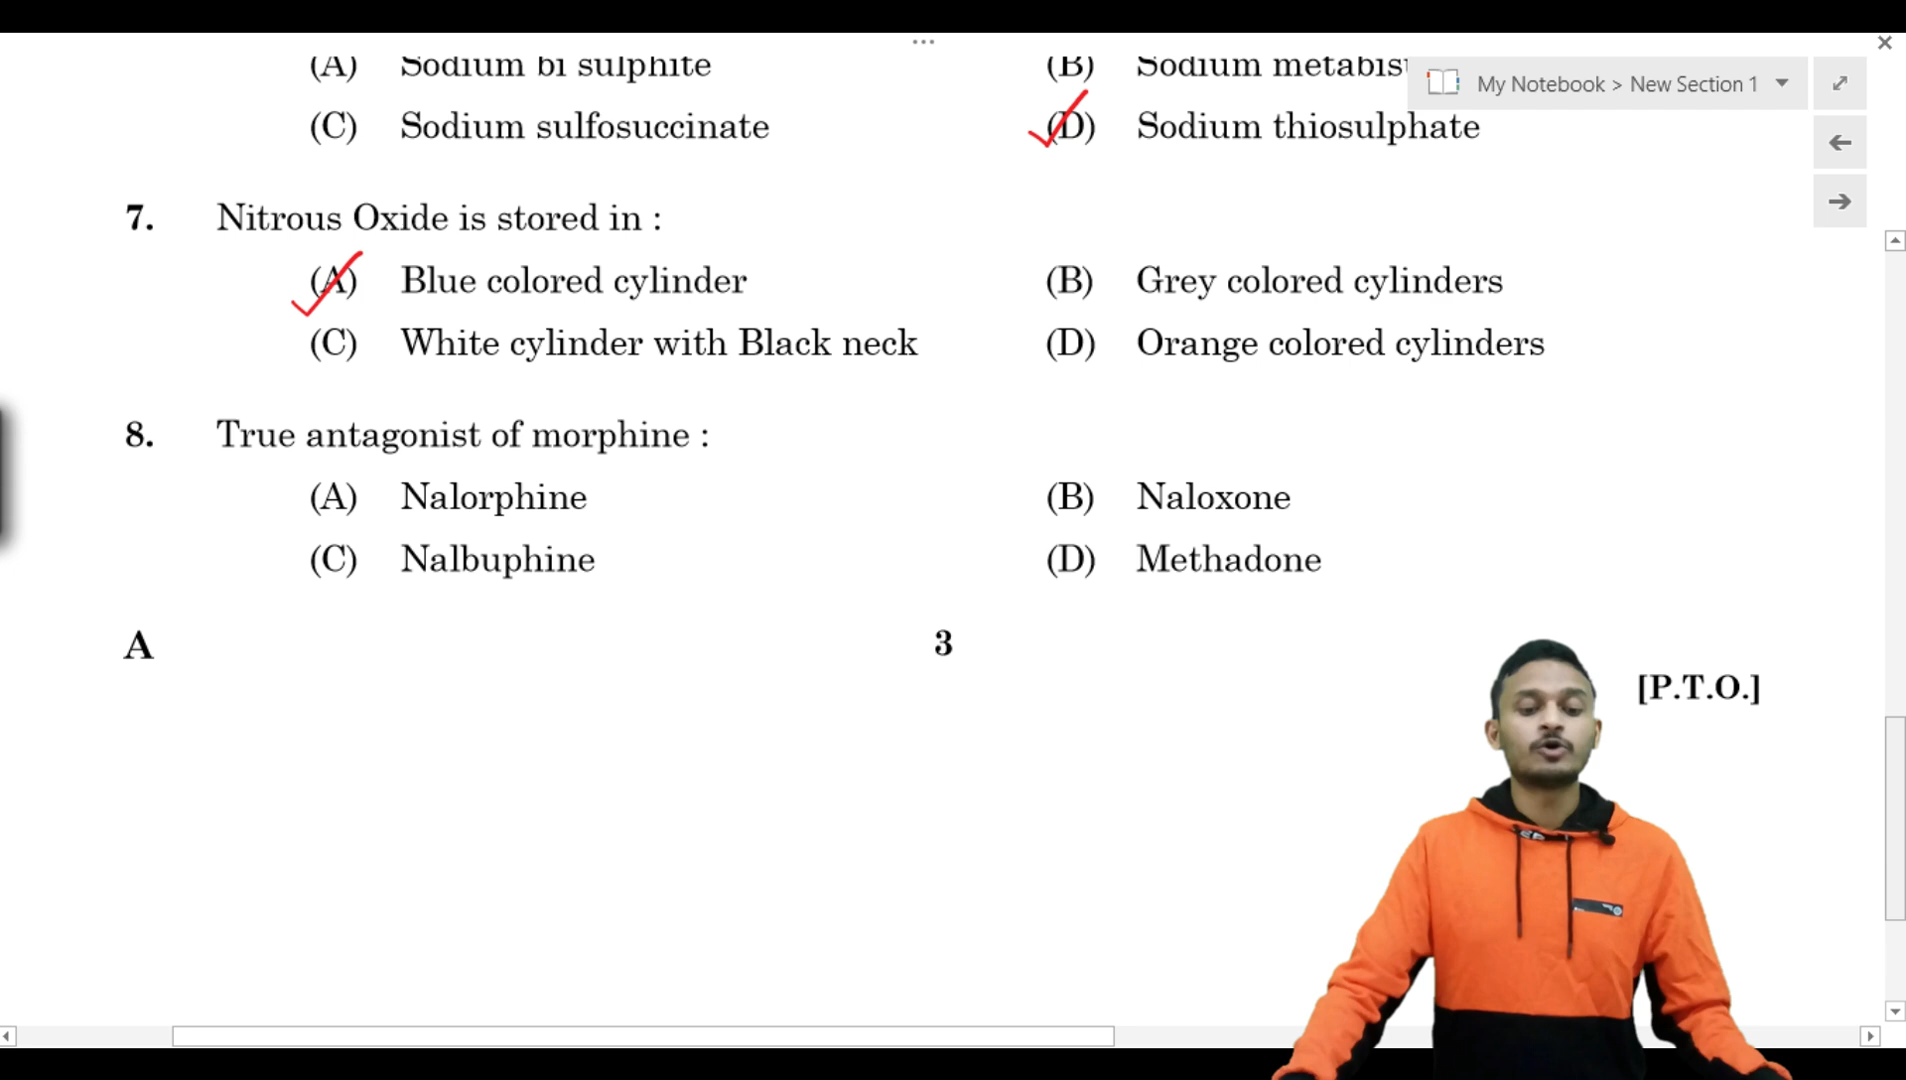 (A) Sodium bi sulphite (B) Sodium metabis
My Notebook > New Section 1
(C) Sodium sulfosuccinate (D) Sodium thiosulphate
7. Nitrous Oxide is stored in :
(A) Blue colored cylinder (B) Grey colored cylinders
(C) White cylinder with Black neck (D) Orange colored cylinders
8. True antagonist of morphine :
(A) Nalorphine (B) Naloxone
(C) Nalbuphine (D) Methadone
A 3
[P.T.O.]